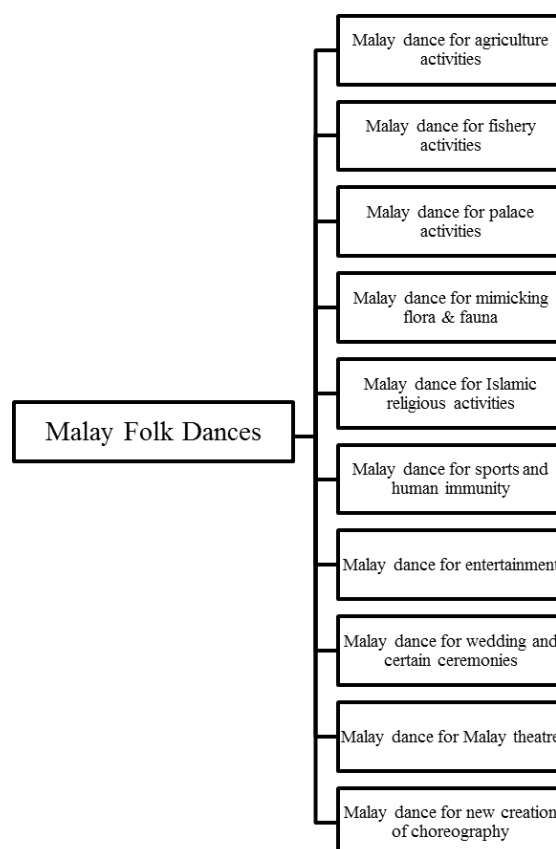 Malay Folk Dances
Malay dance for agriculture
activities
Malay dance for fishery
activities
Malay dance for palace
activities
Malay dance for mimicking
flora & fauna
Malay dance for Islamic
religious activities
Malay dance for sports and
human immunity
Malay dance for entertainment
Malay dance for wedding and
certain ceremonies
Malay dance for Malay theatre
Malay dance for new creation
of choreography